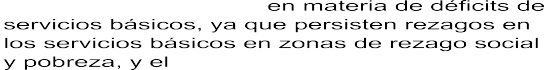 en materia de déficits de
servicios básicos, ya que persisten rezagos en
los servicios básicos en zonas de rezago social
y pobreza, y el